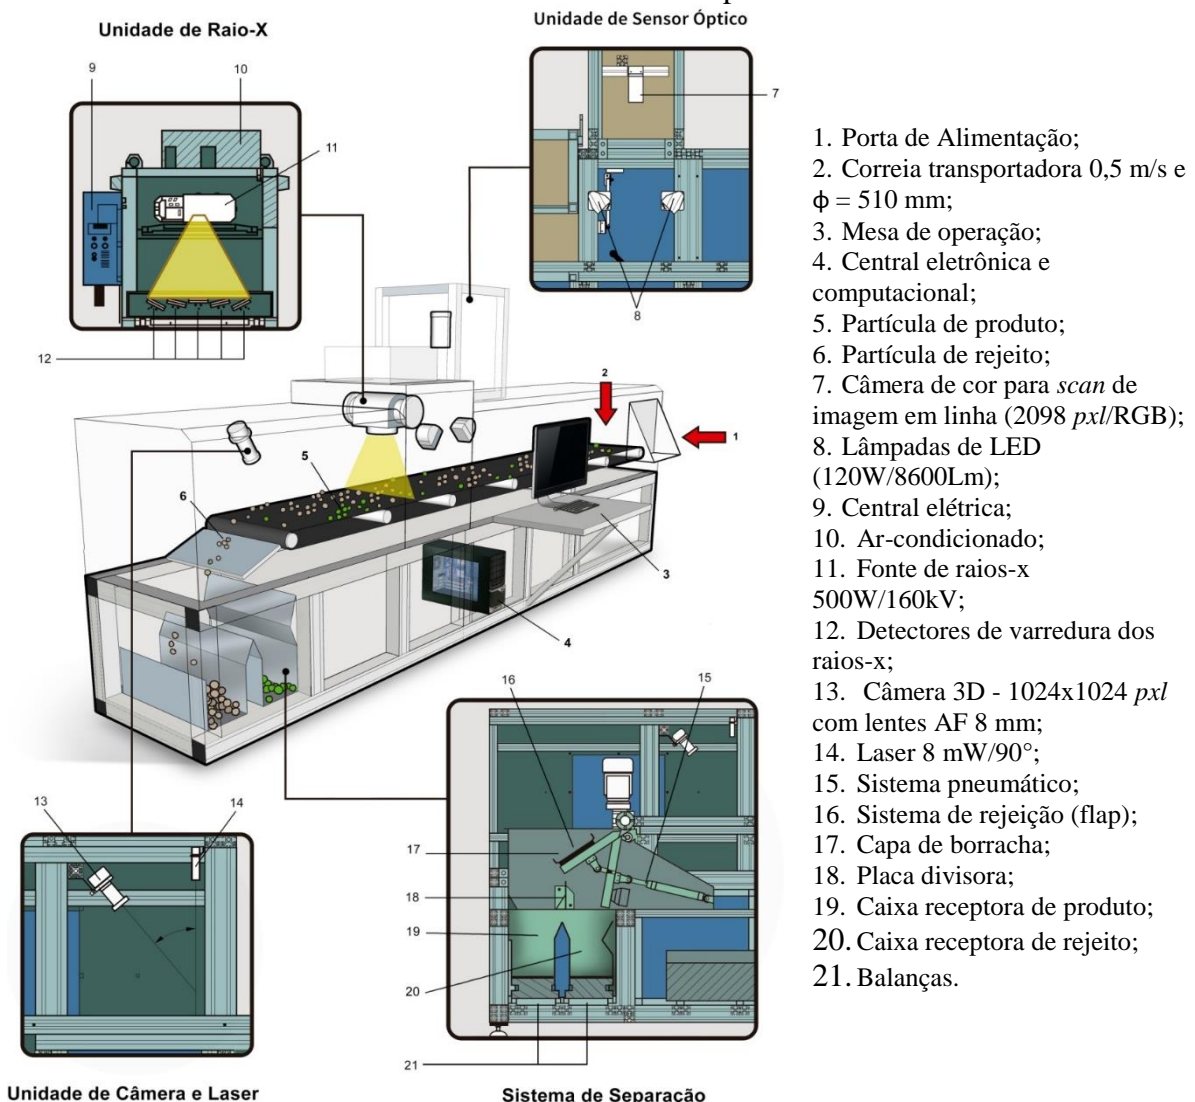 Unidade de Raio-X
9
10
11
12
Unidade de Sensor Óptico
7
8
2
1
5
6
3
4
13
14
Unidade de Câmera e Laser
16
15
17
18
19
20
21
Sistema de Separação
1. Porta de Alimentação;
2. Correia transportadora 0,5 m/s e
ϕ = 510 mm;
3. Mesa de operação;
4. Central eletrônica e
computacional;
5. Partícula de produto;
6. Partícula de rejeito;
7. Câmera de cor para scan de
imagem em linha (2098 pxl/RGB);
8. Lâmpadas de LED
(120W/8600Lm);
9. Central elétrica;
10. Ar-condicionado;
11. Fonte de raios-x
500W/160kV;
12. Detectores de varredura dos
raios-x;
13. Câmera 3D - 1024x1024 pxl
com lentes AF 8 mm;
14. Laser 8 mW/90°;
15. Sistema pneumático;
16. Sistema de rejeição (flap);
17. Capa de borracha;
18. Placa divisora;
19. Caixa receptora de produto;
20. Caixa receptora de rejeito;
21. Balanças.